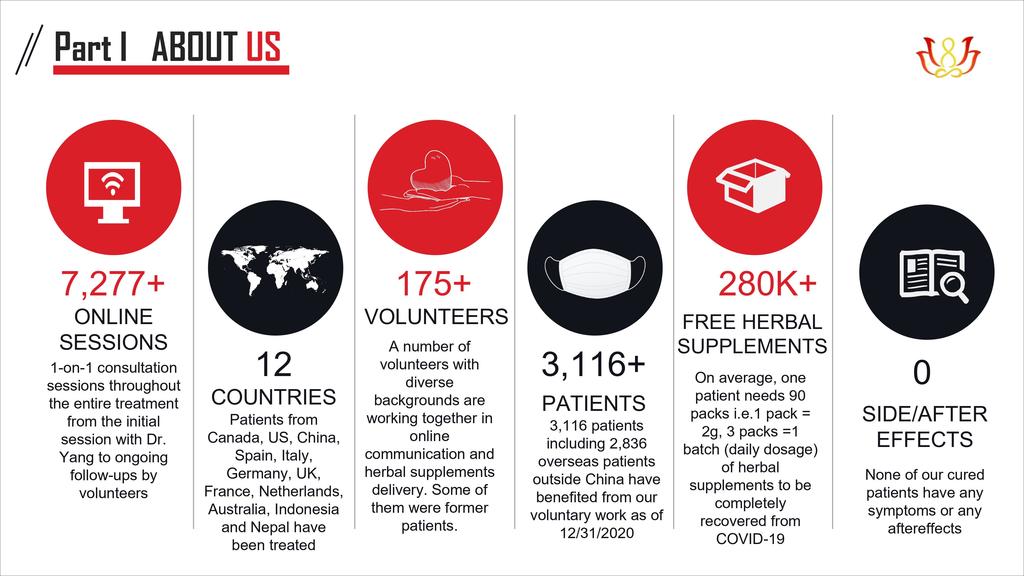 Part I ABOUT US
7,277+
ONLINE
SESSIONS
1-on-1 consultation
sessions throughout
the entire treatment
from the initial
session with Dr.
Yang to ongoing
follow-ups by
volunteers
12
COUNTRIES
Patients from
Canada, US, China,
Spain, Italy,
Germany, UK,
France, Netherlands,
Australia, Indonesia
and Nepal have
been treated
175+
VOLUNTEERS
A number of
volunteers with
diverse
backgrounds are
working together in
online
communication and
herbal supplements
delivery. Some of
them were former
patients.
3,116+
PATIENTS
3,116 patients
including 2,836
overseas patients
outside China have
benefited from our
voluntary work as of
12/31/2020
280K+
FREE HERBAL
SUPPLEMENTS
On average, one
patient needs 90
packs i.e.1 pack =
2g, 3 packs =1
batch (daily dosage)
of herbal
supplements to be
completely
recovered from
COVID-19
0
SIDE/AFTER
EFFECTS
None of our cured
patients have any
symptoms or any
aftereffects